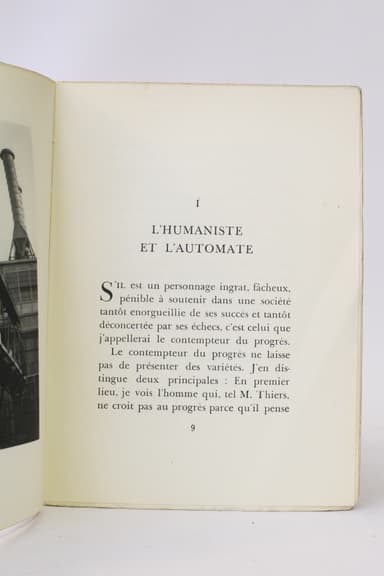 I
L'HUMANISTE
ET L'AUTOMATE
S'IL est un personnage ingrat, fâcheux,
pénible à soutenir dans une société
tantôt enorgueillie de ses succès et tantôt
déconcertée par ses échecs, c'est celui que
j'appellerai le contempteur du progrès.
Le contempteur du progrès ne laisse
pas de présenter des variétés. J'en dis-
tingue deux principales : En premier
lieu, je vois l'homme qui, tel M. Thiers,
ne croit pas au progrès parce qu'il pense
9